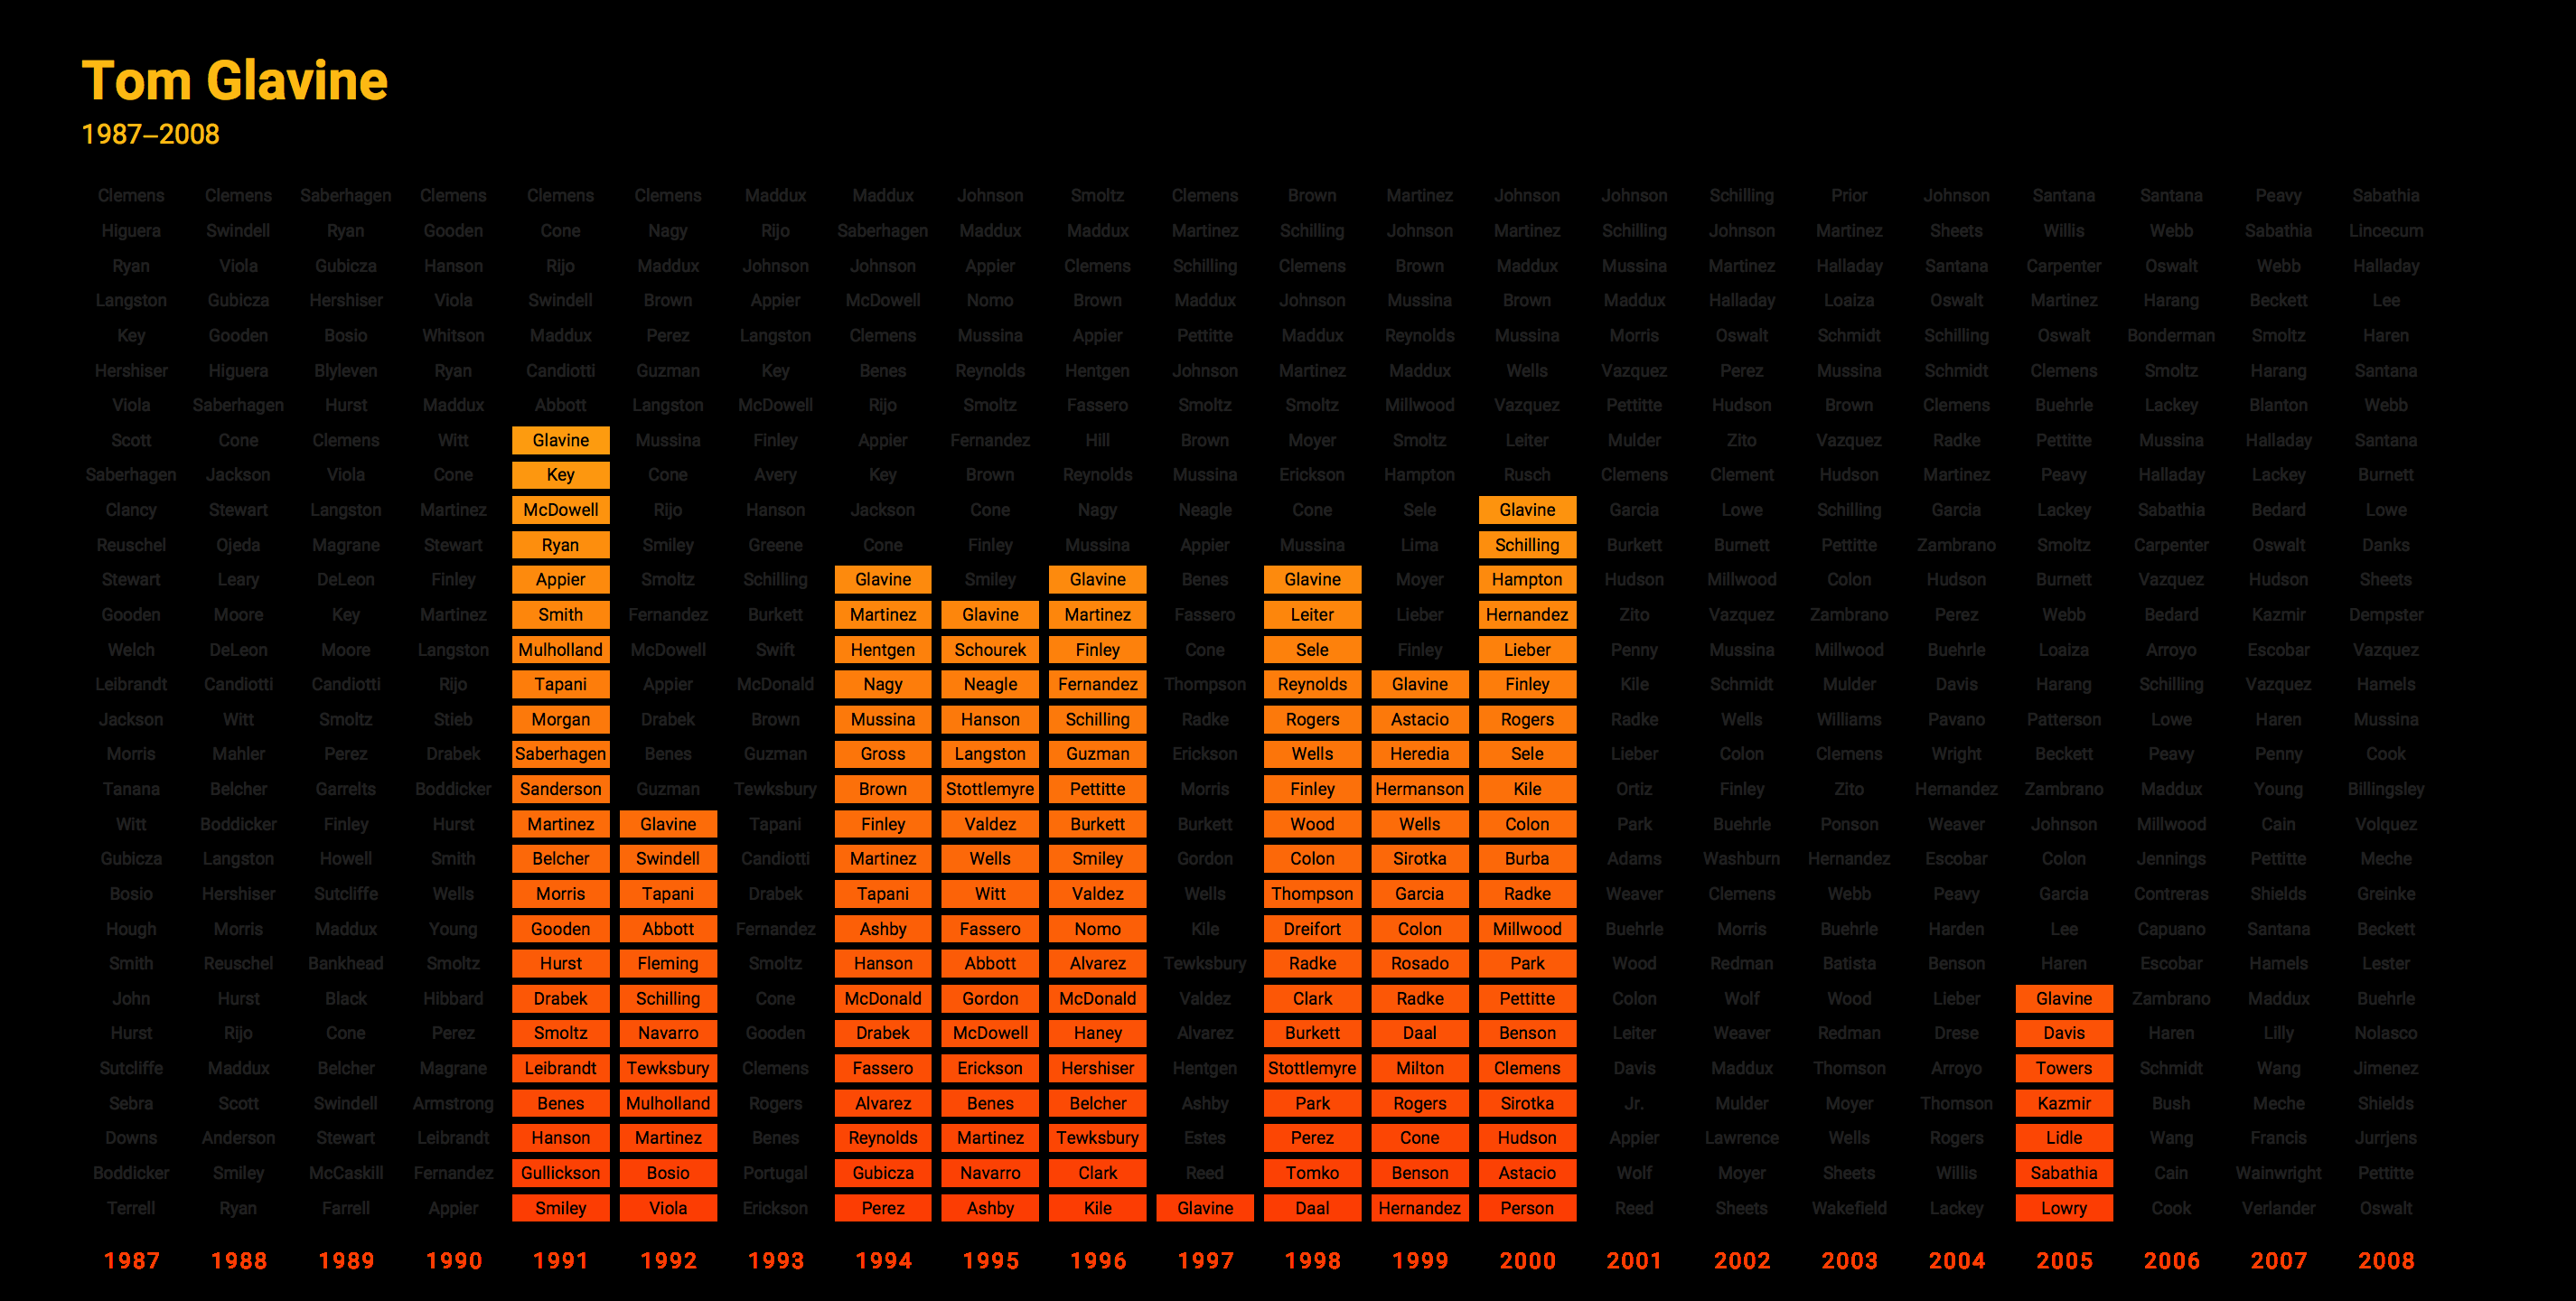 Tom Glavine
1987–2008
Clemens Clemens Saberhagen Clemens Clemens Clemens Maddux Maddux Johnson Smoltz Clemens Brown Martinez Johnson Johnson Schilling Prior Johnson Santana Santana Peavy Sabathia
Higuera Swindell Ryan Gooden Cone Nagy Rijo Saberhagen Maddux Maddux Martinez Schilling Johnson Martinez Schilling Johnson Martinez Sheets Willis Webb Sabathia Lincecum
Ryan Viola Gubicza Hanson Rijo Maddux Johnson Johnson Appier Clemens Schilling Clemens Brown Maddux Mussina Martinez Halladay Santana Carpenter Oswalt Webb Halladay
Langston Gubicza Hershiser Viola Swindell Brown Appier McDowell Nomo Brown Maddux Johnson Mussina Brown Maddux Halladay Loaiza Oswalt Martinez Harang Beckett Lee
Key Gooden Bosio Whitson Maddux Perez Langston Clemens Mussina Appier Pettitte Maddux Reynolds Mussina Morris Oswalt Schmidt Schilling Oswalt Bonderman Smoltz Haren
Hershiser Higuera Blyleven Ryan Candiotti Guzman Key Benes Reynolds Hentgen Johnson Martinez Maddux Wells Vazquez Perez Mussina Schmidt Clemens Smoltz Harang Santana
Viola Saberhagen Hurst Maddux Abbott Langston McDowell Rijo Smoltz Fassero Smoltz Smoltz Millwood Vazquez Pettitte Hudson Brown Clemens Buehrle Lackey Blanton Webb
Scott Cone Clemens Witt Glavine Mussina Finley Appier Fernandez Hill Brown Moyer Smoltz Leiter Mulder Zito Vazquez Radke Pettitte Mussina Halladay Santana
Saberhagen Jackson Viola Cone Key Cone Avery Key Brown Reynolds Mussina Erickson Hampton Rusch Clemens Clement Hudson Martinez Peavy Halladay Lackey Burnett
Clancy Stewart Langston Martinez McDowell Rijo Hanson Jackson Cone Nagy Neagle Cone Sele Glavine Garcia Lowe Schilling Garcia Lackey Sabathia Bedard Lowe
Reuschel Ojeda Magrane Stewart Ryan Smiley Greene Cone Finley Mussina Appier Mussina Lima Schilling Burkett Burnett Pettitte Zambrano Smoltz Carpenter Oswalt Danks
Stewart Leary DeLeon Finley Appier Smoltz Schilling Glavine Smiley Glavine Benes Glavine Moyer Hampton Hudson Millwood Colon Hudson Burnett Vazquez Hudson Sheets
Gooden Moore Key Martinez Smith Fernandez Burkett Martinez Glavine Martinez Fassero Leiter Lieber Hernandez Zito Vazquez Zambrano Perez Webb Bedard Kazmir Dempster
Welch DeLeon Moore Langston Mulholland McDowell Swift Hentgen Schourek Finley Cone Sele Finley Lieber Penny Mussina Millwood Buehrle Loaiza Arroyo Escobar Vazquez
Leibrandt Candiotti Candiotti Rijo Tapani Appier McDonald Nagy Neagle Fernandez Thompson Reynolds Glavine Finley Kile Schmidt Mulder Davis Harang Schilling Vazquez Hamels
Jackson Witt Smoltz Stieb Morgan Drabek Brown Mussina Hanson Schilling Radke Rogers Astacio Rogers Radke Wells Williams Pavano Patterson Lowe Haren Mussina
Morris Mahler Perez Drabek Saberhagen Benes Guzman Gross Langston Guzman Erickson Wells Heredia Sele Lieber Colon Clemens Wright Beckett Peavy Penny Cook
Tanana Belcher Garrelts Boddicker Sanderson Guzman Tewksbury Brown Stottlemyre Pettitte Morris Finley Hermanson Kile Ortiz Finley Zito Hernandez Zambrano Maddux Young Billingsley
Witt Boddicker Finley Hurst Martinez Glavine Tapani Finley Valdez Burkett Burkett Wood Wells Colon Park Buehrle Ponson Weaver Johnson Millwood Cain Volquez
Gubicza Langston Howell Smith Belcher Swindell Candiotti Martinez Wells Smiley Gordon Colon Sirotka Burba Adams Washburn Hernandez Escobar Colon Jennings Pettitte Meche
Bosio Hershiser Sutcliffe Wells Morris Tapani Drabek Tapani Witt Valdez Wells Thompson Garcia Radke Weaver Clemens Webb Peavy Garcia Contreras Shields Greinke
Hough Morris Maddux Young Gooden Abbott Fernandez Ashby Fassero Nomo Kile Dreifort Colon Millwood Buehrle Morris Buehrle Harden Lee Capuano Santana Beckett
Smith Reuschel Bankhead Smoltz Hurst Fleming Smoltz Hanson Abbott Alvarez Tewksbury Radke Rosado Park Wood Redman Batista Benson Haren Escobar Hamels Lester
John Hurst Black Hibbard Drabek Schilling Cone McDonald Gordon McDonald Valdez Clark Radke Pettitte Colon Wolf Wood Lieber Glavine Zambrano Maddux Buehrle
Hurst Rijo Cone Perez Smoltz Navarro Gooden Drabek McDowell Haney Alvarez Burkett Daal Benson Leiter Weaver Redman Drese Davis Haren Lilly Nolasco
Sutcliffe Maddux Belcher Magrane Leibrandt Tewksbury Clemens Fassero Erickson Hershiser Hentgen Stottlemyre Milton Clemens Davis Maddux Thomson Arroyo Towers Schmidt Wang Jimenez
Sebra Scott Swindell Armstrong Benes Mulholland Rogers Alvarez Benes Belcher Ashby Park Rogers Sirotka Jr. Mulder Moyer Thomson Kazmir Bush Meche Shields
Downs Anderson Stewart Leibrandt Hanson Martinez Benes Reynolds Martinez Tewksbury Estes Perez Cone Hudson Appier Lawrence Wells Rogers Lidle Wang Francis Jurrjens
Boddicker Smiley McCaskill Fernandez Gullickson Bosio Portugal Gubicza Navarro Clark Reed Tomko Benson Astacio Wolf Moyer Sheets Willis Sabathia Cain Wainwright Pettitte
Terrell Ryan Farrell Appier Smiley Viola Erickson Perez Ashby Kile Glavine Daal Hernandez Person Reed Sheets Wakefield Lackey Lowry Cook Verlander Oswalt
1987 1988 1989 1990 1991 1992 1993 1994 1995 1996 1997 1998 1999 2000 2001 2002 2003 2004 2005 2006 2007 2008